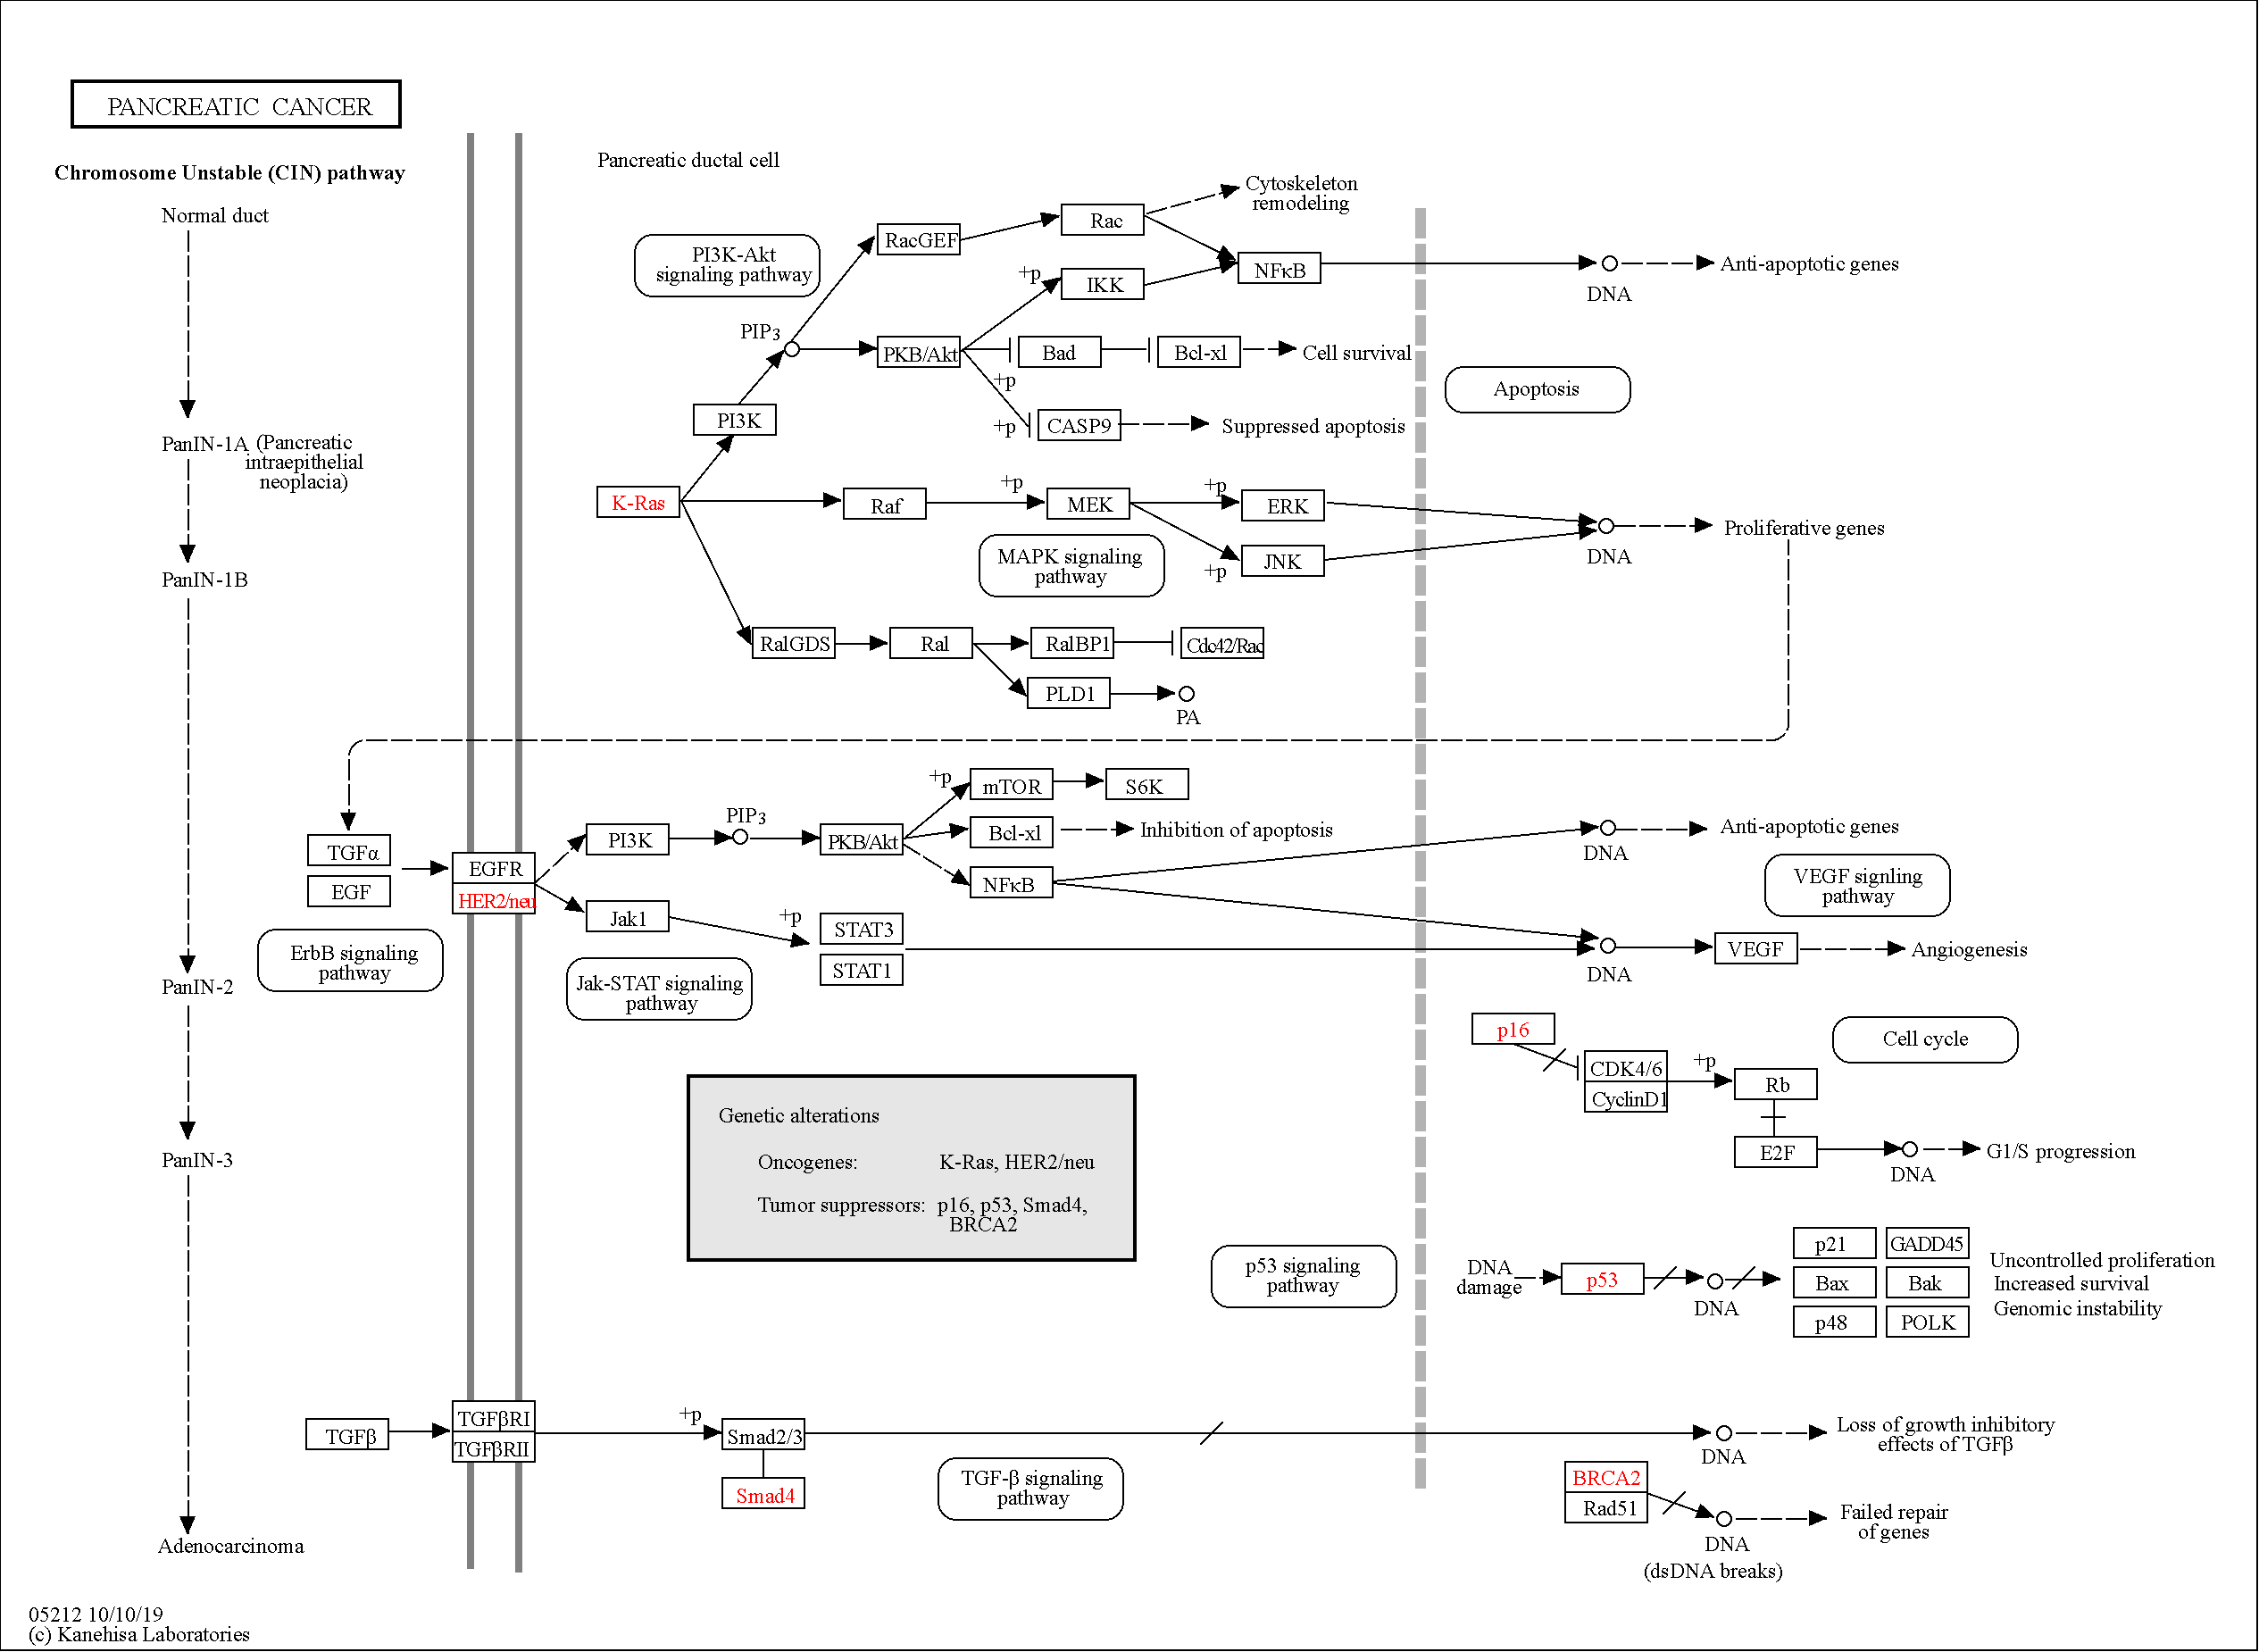 PANCREATIC CANCER
Chromosome Unstable (CIN) pathway
Normal duct
PanIN-1A (Pancreatic
intraepithelial
neoplacia)
PanIN-1B
PanIN-2
PanIN-3
Adenocarcinoma
Pancreatic ductal cell
PI3K-Akt
signaling pathway
RacGEF
Rac
Cytoskeleton
remodeling
+p
IKK
NFκB
DNA
Anti-apoptotic genes
PIP3
PKB/Akt
Bad
Bcl-xl
Cell survival
+p
Apoptosis
PI3K
+p
CASP9
Suppressed apoptosis
K-Ras
Raf
+p
MEK
+p
ERK
DNA
Proliferative genes
MAPK signaling
pathway
+p
JNK
RalGDS
Ral
RalBP1
Cdc42/Rac
PLD1
PA
TGFα
EGF
EGFR
HER2/neu
ErbB signaling
pathway
PI3K
PIP3
PKB/Akt
+p
mTOR
S6K
Bcl-xl
Inhibition of apoptosis
NFκB
DNA
Anti-apoptotic genes
VEGF signling
pathway
Jak1
+p
STAT3
STAT1
DNA
VEGF
Angiogenesis
Jak-STAT signaling
pathway
p16
Cell cycle
CDK4/6
CyclinD1
+p
Rb
E2F
DNA
G1/S progression
Genetic alterations
Oncogenes: K-Ras, HER2/neu
Tumor suppressors: p16, p53, Smad4,
BRCA2
p53 signaling
pathway
DNA
damage
p53
DNA
p21
GADD45
Bax
Bak
p48
POLK
Uncontrolled proliferation
Increased survival
Genomic instability
TGFβ
TGFβRI
TGFβRII
+p
Smad2/3
Smad4
TGF-β signaling
pathway
DNA
Loss of growth inhibitory
effects of TGFβ
BRCA2
Rad51
DNA
(dsDNA breaks)
Failed repair
of genes
05212 10/10/19
(c) Kanehisa Laboratories